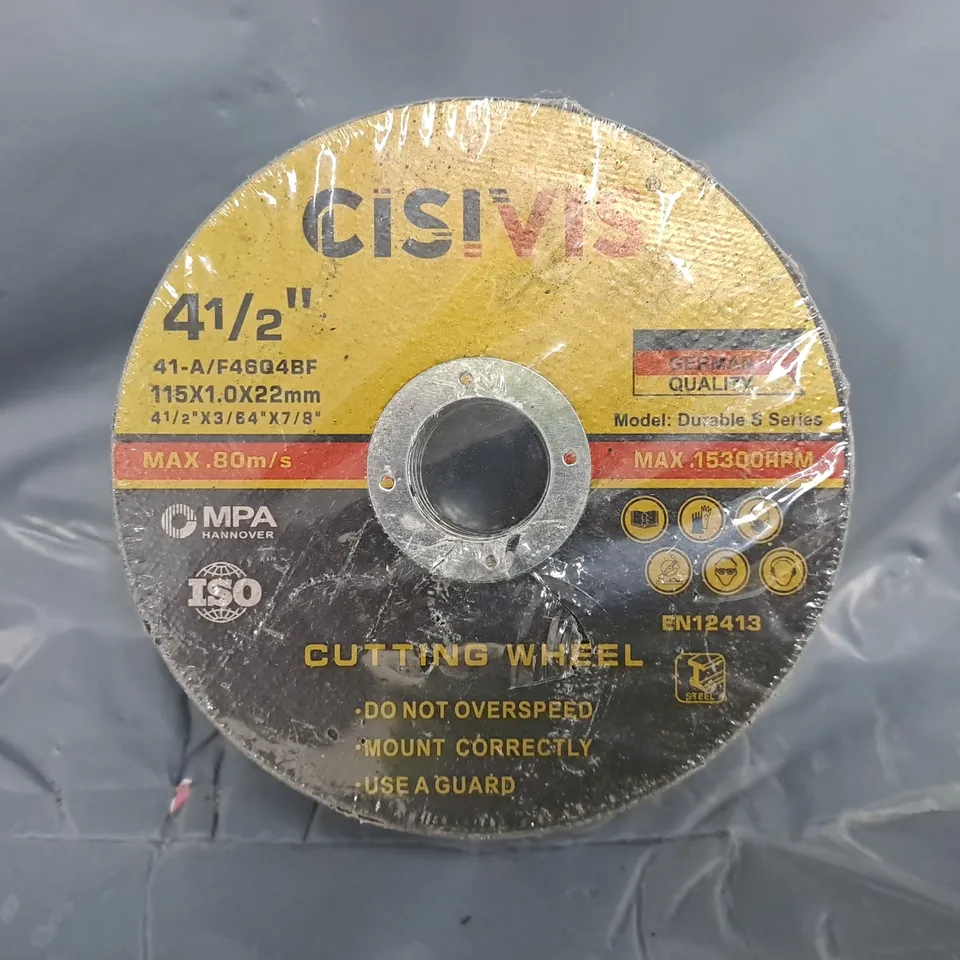 CISIVIS®
4 1/2"
41-A/F46Q4BF
115X1.0X22mm
4 1/2"X3/64"X7/8"
GERMAN
QUALITY
Model: Durable S Series
MAX .80m/s
MAX .15300RPM
MPA
HANNOVER
ISO
EN12413
CUTTING WHEEL
STEEL
·DO NOT OVERSPEED
·MOUNT CORRECTLY
·USE A GUARD